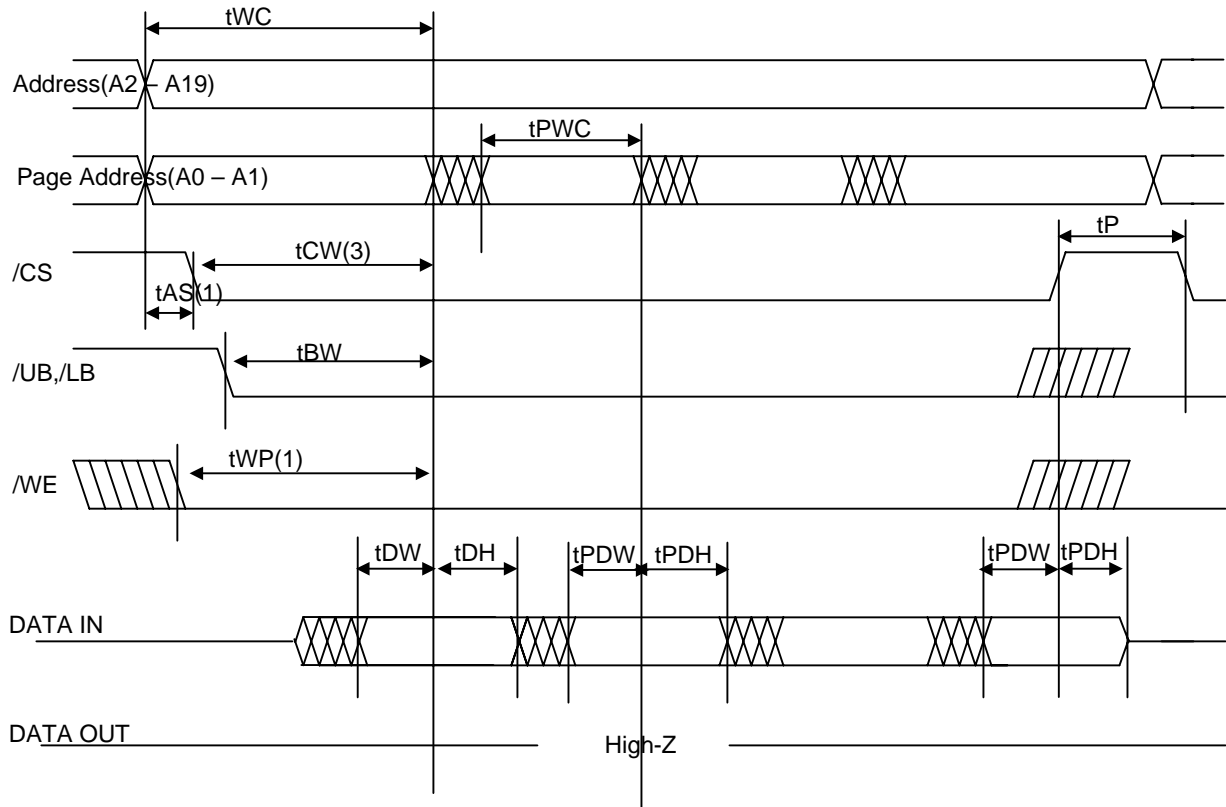 tWC
Address(A2 – A19)
tPWC
Page Address(A0 – A1)
tP
tCW(3)
/CS
tAS(1)
tBW
/UB,/LB
tWP(1)
/WE
tDW tDH tPDW tPDH tPDW tPDH
DATA IN
DATA OUT
High-Z